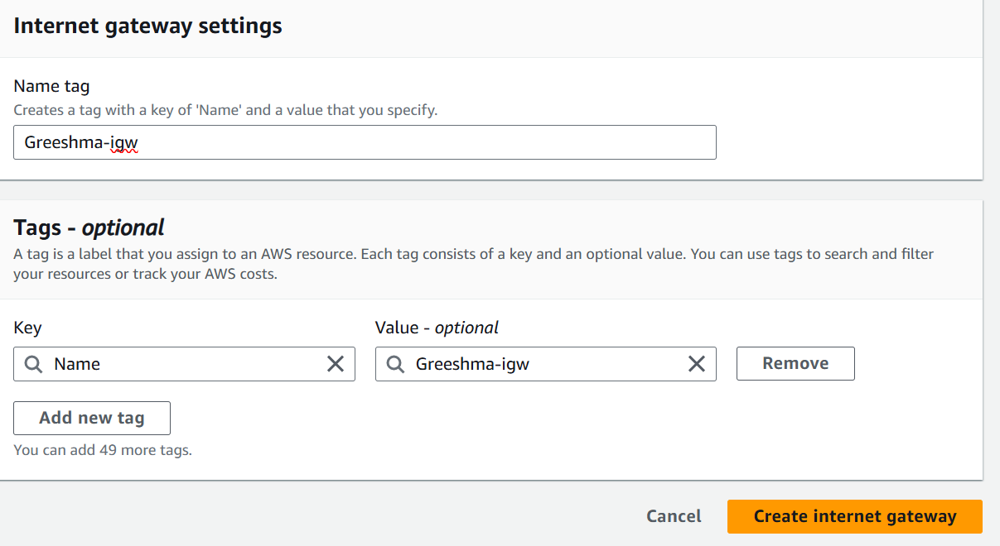 Internet gateway settings
Name tag
Creates a tag with a key of 'Name' and a value that you specify.
Greeshma-igw
Tags - optional
A tag is a label that you assign to an AWS resource. Each tag consists of a key and an optional value. You can use tags to search and filter
your resources or track your AWS costs.
Key
Value - optional
Name
Greeshma-igw
Remove
Add new tag
You can add 49 more tags.
Cancel
Create internet gateway